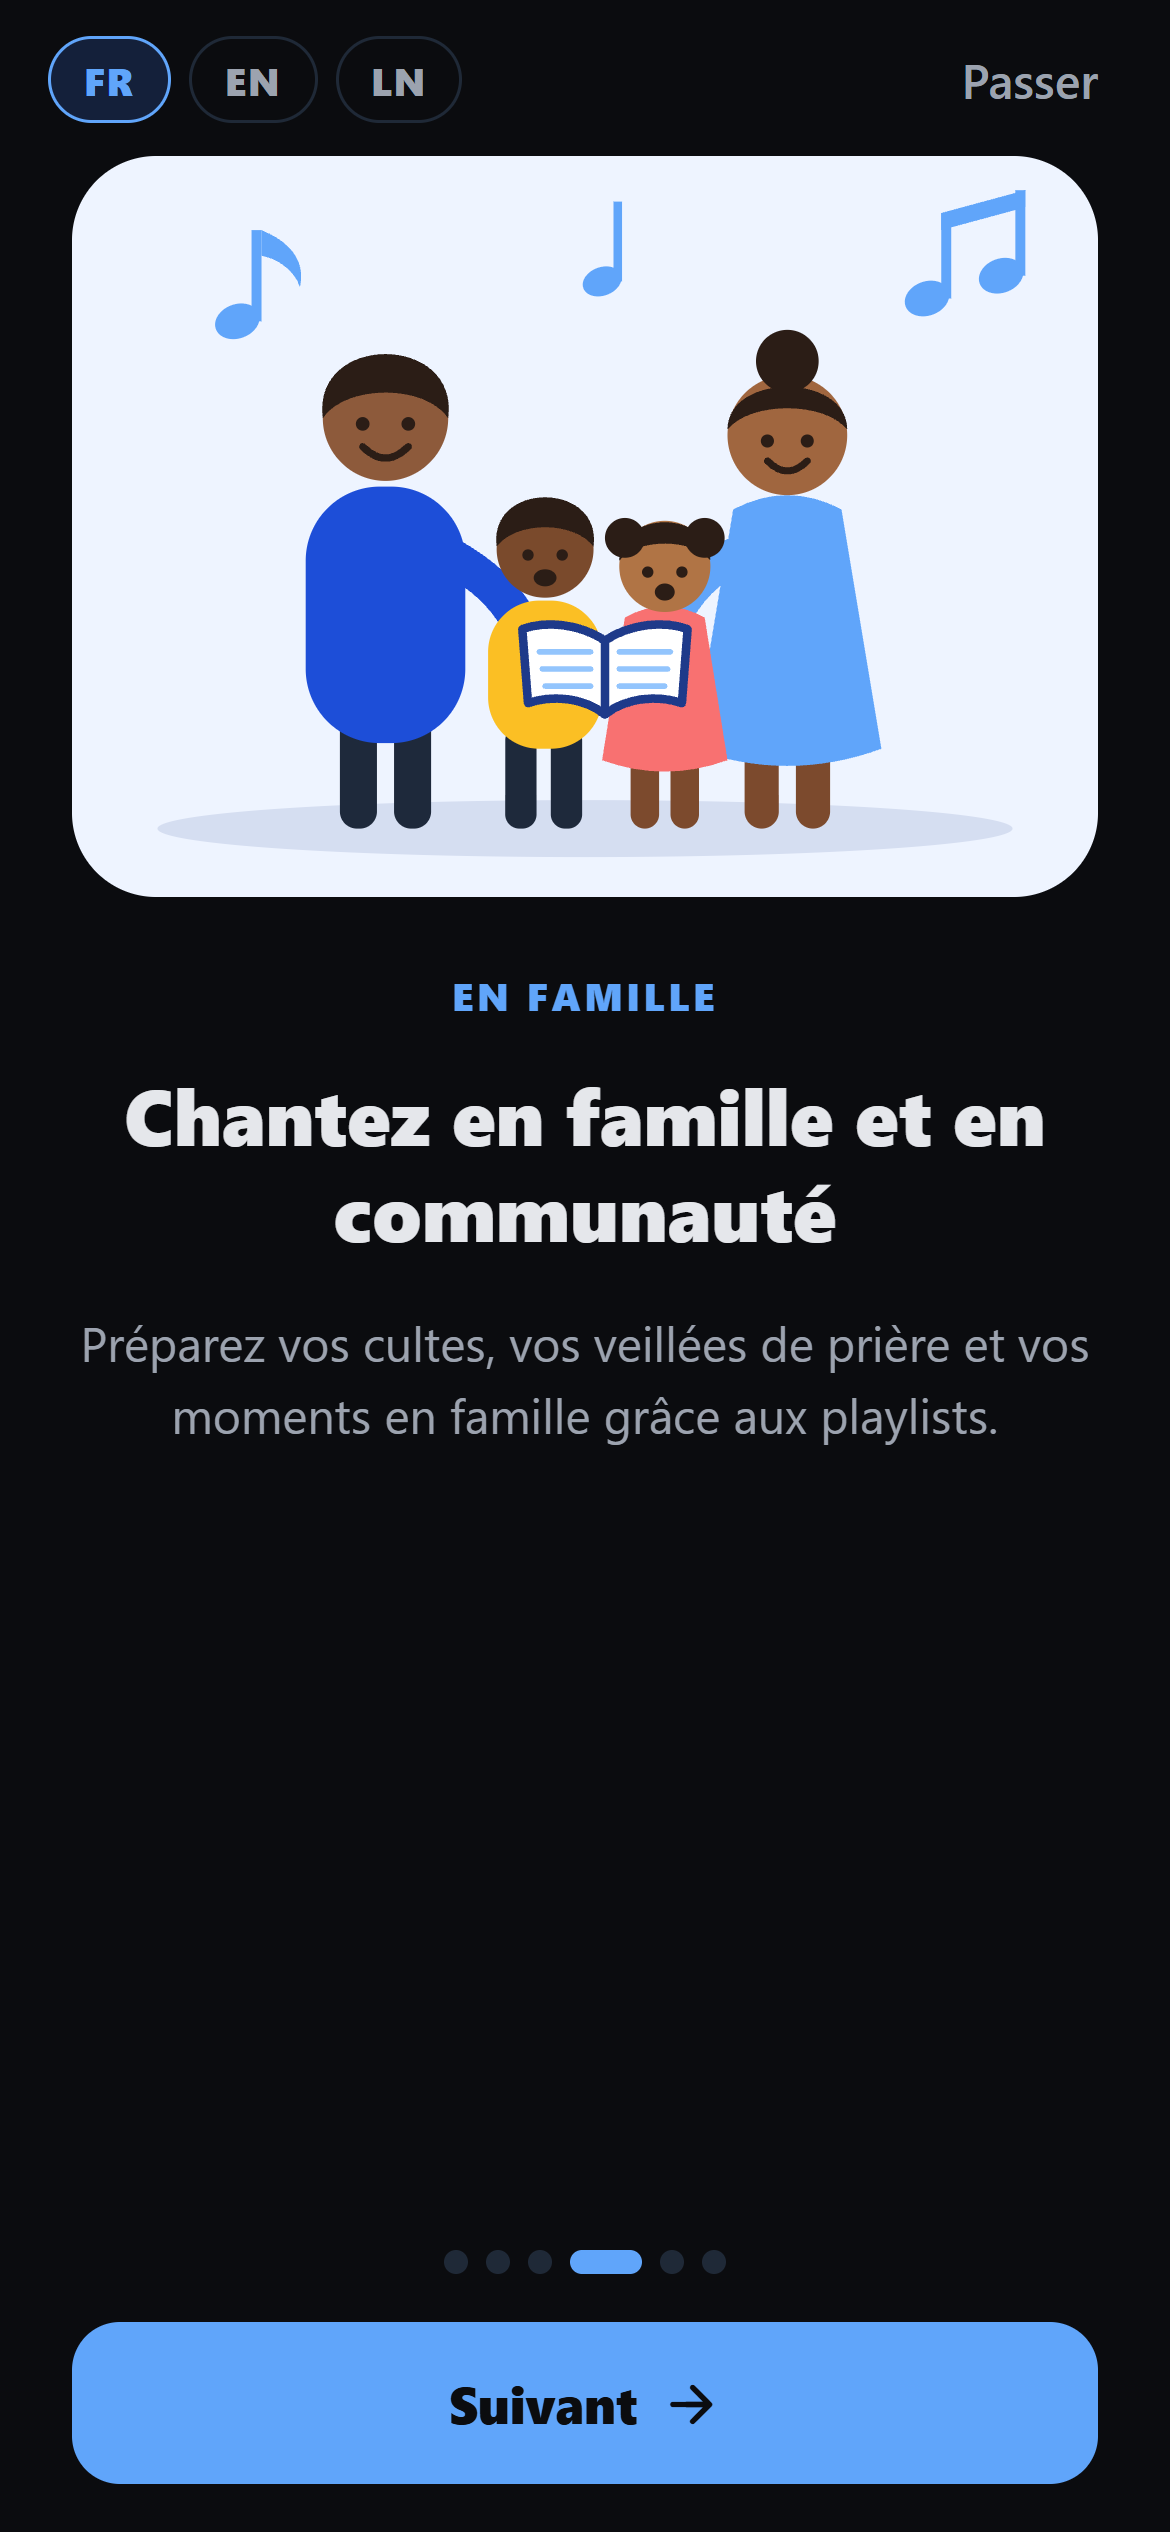 FR EN LN Passer
EN FAMILLE
Chantez en famille et en
communauté
Préparez vos cultes, vos veillées de prière et vos
moments en famille grâce aux playlists.
Suivant →